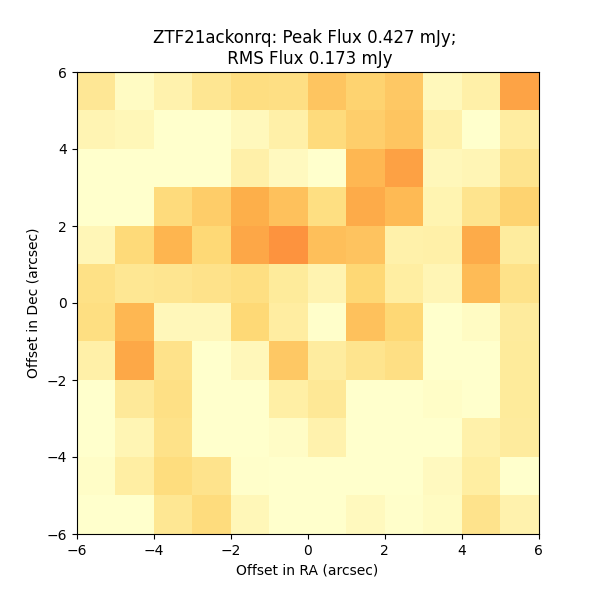 ZTF21ackonrq: Peak Flux 0.427 mJy;
RMS Flux 0.173 mJy
6
4
2
0
−2
−4
−6
Offset in Dec (arcsec)
−6 −4 −2 0 2 4 6
Offset in RA (arcsec)